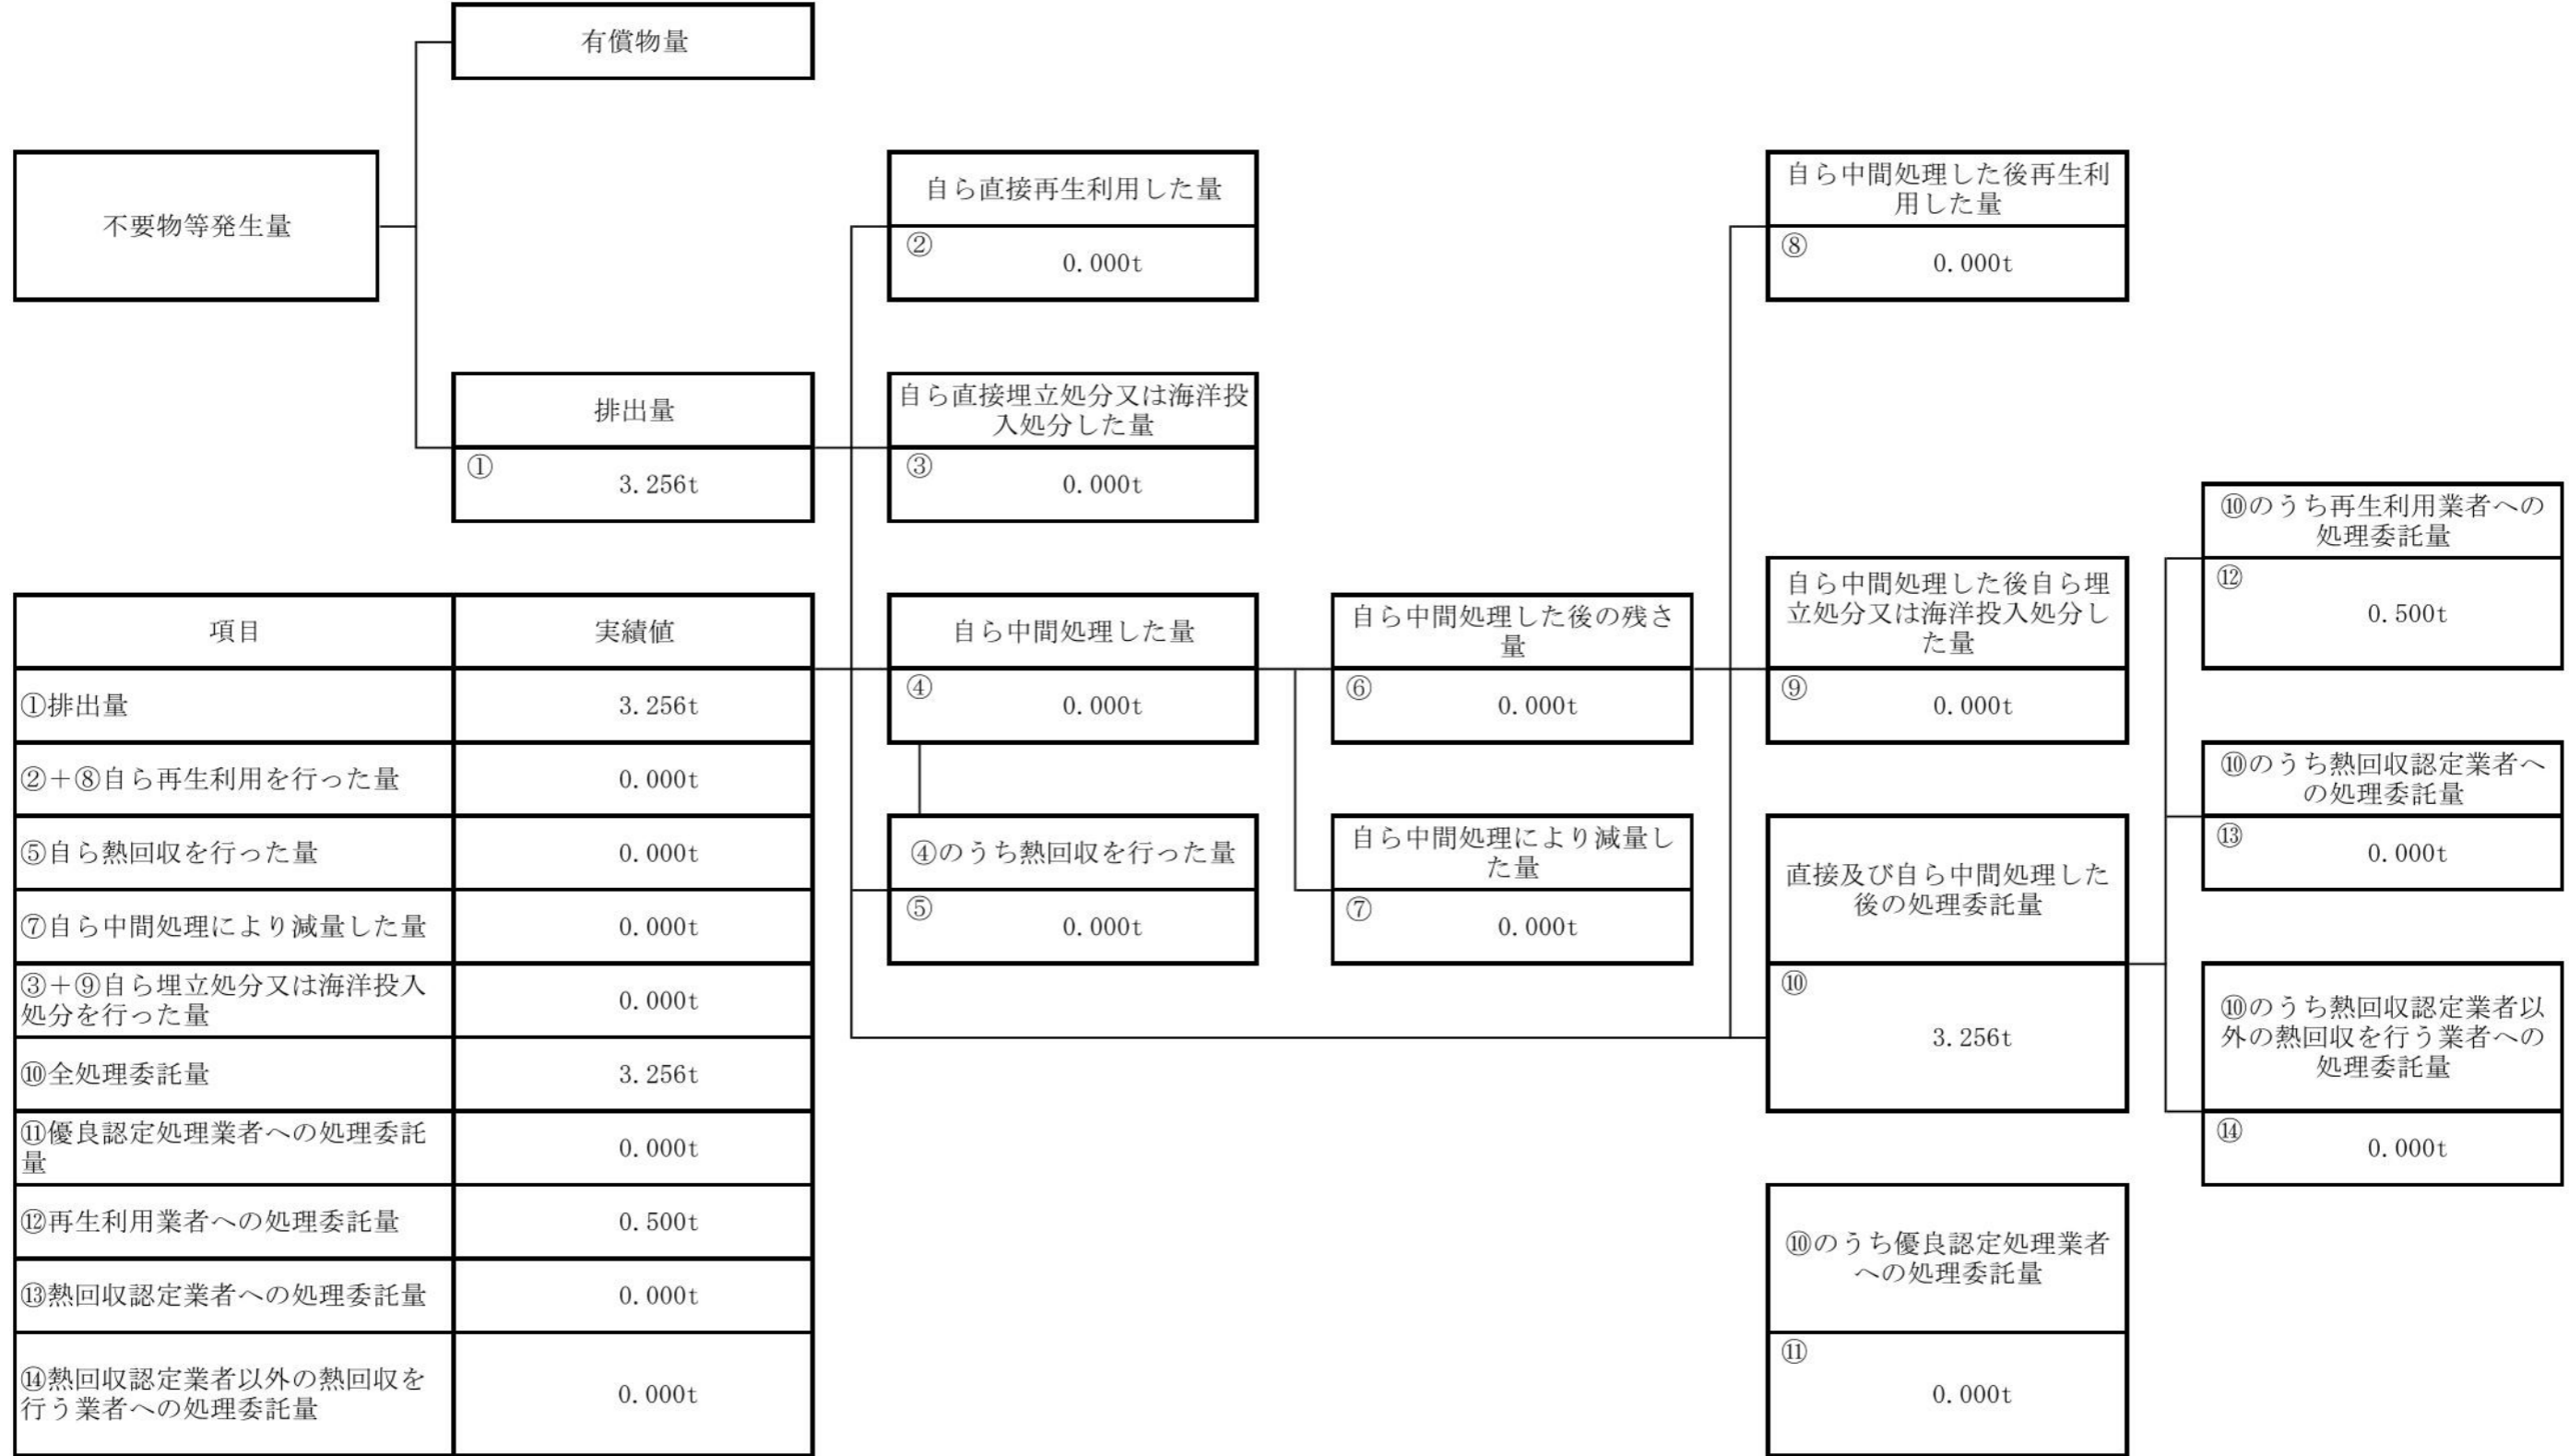 有償物量
不要物等発生量
自ら直接再生利用した量
②
0.000t
自ら中間処理した後再生利
用した量
⑧
0.000t
排出量
①
3.256t
自ら直接埋立処分又は海洋投
入処分した量
③
0.000t
⑩のうち再生利用業者への
処理委託量
⑫
0.500t
自ら中間処理した量
④
0.000t
自ら中間処理した後の残さ
量
⑥
0.000t
自ら中間処理した後自ら埋
立処分又は海洋投入処分し
た量
⑨
0.000t
⑩のうち熱回収認定業者へ
の処理委託量
⑬
0.000t
④のうち熱回収を行った量
⑤
0.000t
自ら中間処理により減量し
た量
⑦
0.000t
直接及び自ら中間処理した
後の処理委託量
⑩
3.256t
⑩のうち熱回収認定業者以
外の熱回収を行う業者への
処理委託量
⑭
0.000t
⑩のうち優良認定処理業者
への処理委託量
⑪
0.000t
項目 実績値
①排出量 3.256t
②+⑧自ら再生利用を行った量 0.000t
⑤自ら熱回収を行った量 0.000t
⑦自ら中間処理により減量した量 0.000t
③+⑨自ら埋立処分又は海洋投入
処分を行った量 0.000t
⑩全処理委託量 3.256t
⑪優良認定処理業者への処理委託
量 0.000t
⑫再生利用業者への処理委託量 0.500t
⑬熱回収認定業者への処理委託量 0.000t
⑭熱回収認定業者以外の熱回収を
行う業者への処理委託量 0.000t